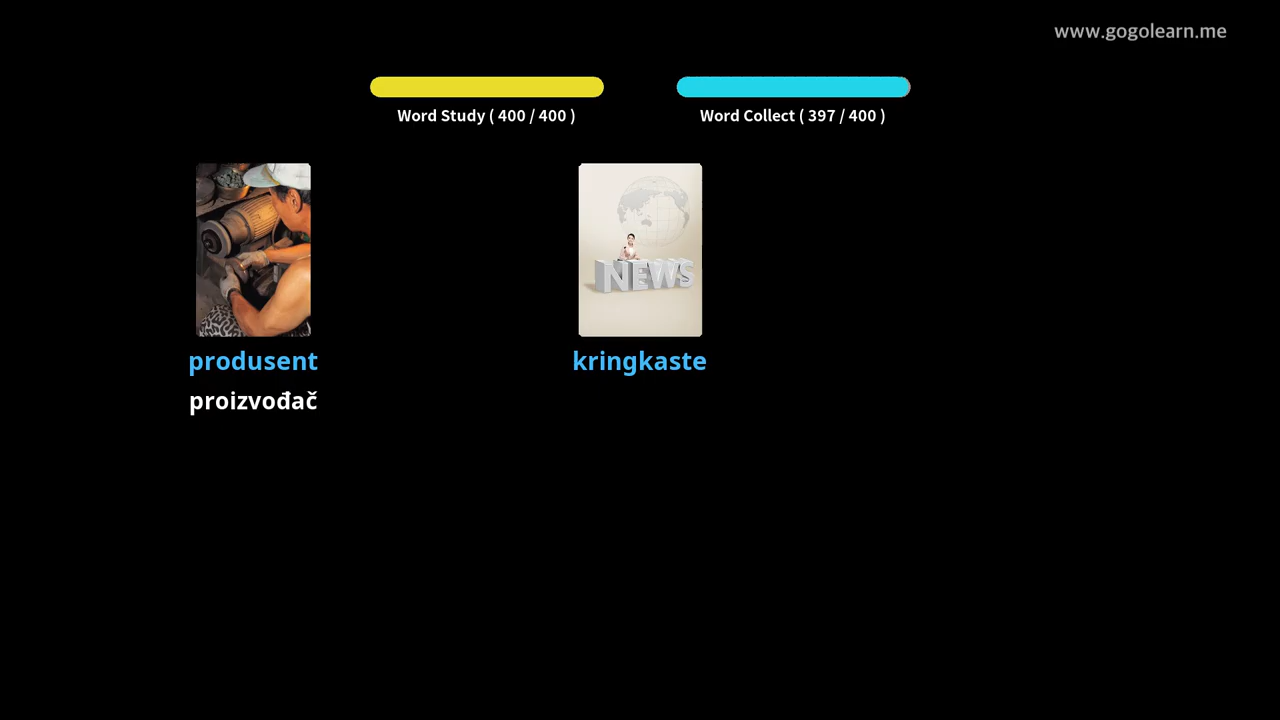 www.gogolearn.me
Word Study ( 400 / 400 )
Word Collect ( 397 / 400 )
NEWS
produsent
kringkaste
proizvođač